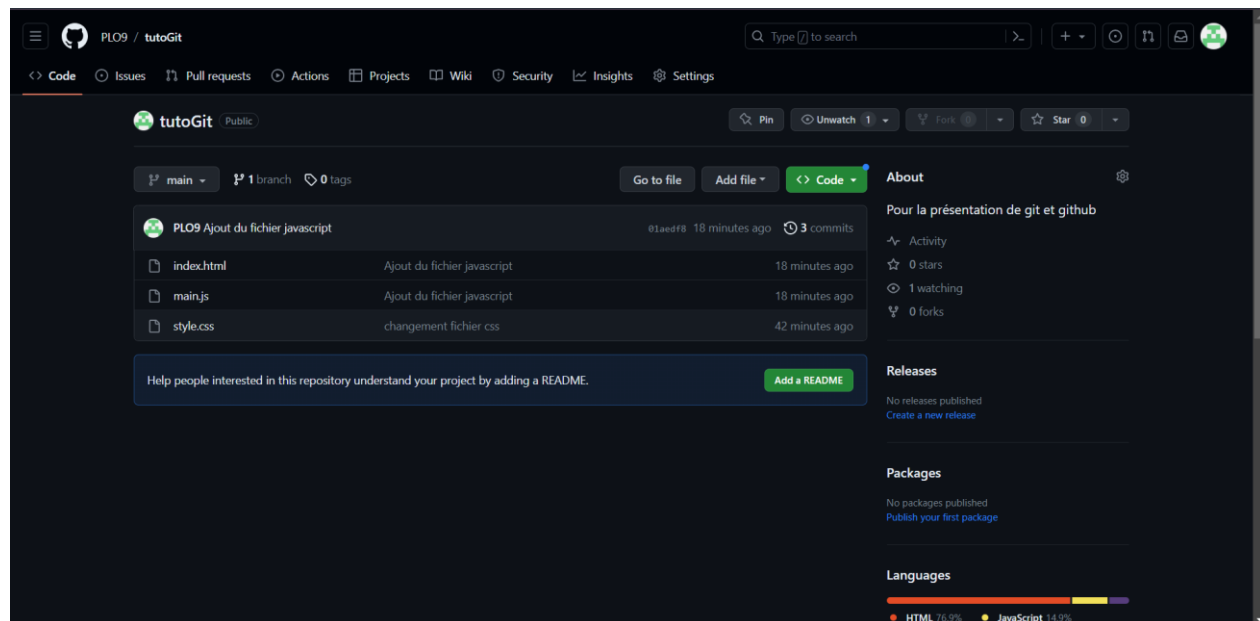 PLO9 / tutoGit
Type / to search
Code Issues Pull requests Actions Projects Wiki Security Insights Settings
tutoGit Public
Pin Unwatch 1 Fork 0 Star 0
main 1 branch 0 tags
Go to file Add file Code
PLO9 Ajout du fichier javascript 01aedf8 18 minutes ago 3 commits
index.html Ajout du fichier javascript 18 minutes ago
main.js Ajout du fichier javascript 18 minutes ago
style.css changement fichier css 42 minutes ago
Help people interested in this repository understand your project by adding a README. Add a README
About
Pour la présentation de git et github
Activity
0 stars
1 watching
0 forks
Releases
No releases published
Create a new release
Packages
No packages published
Publish your first package
Languages
HTML 76.9% JavaScript 14.9%